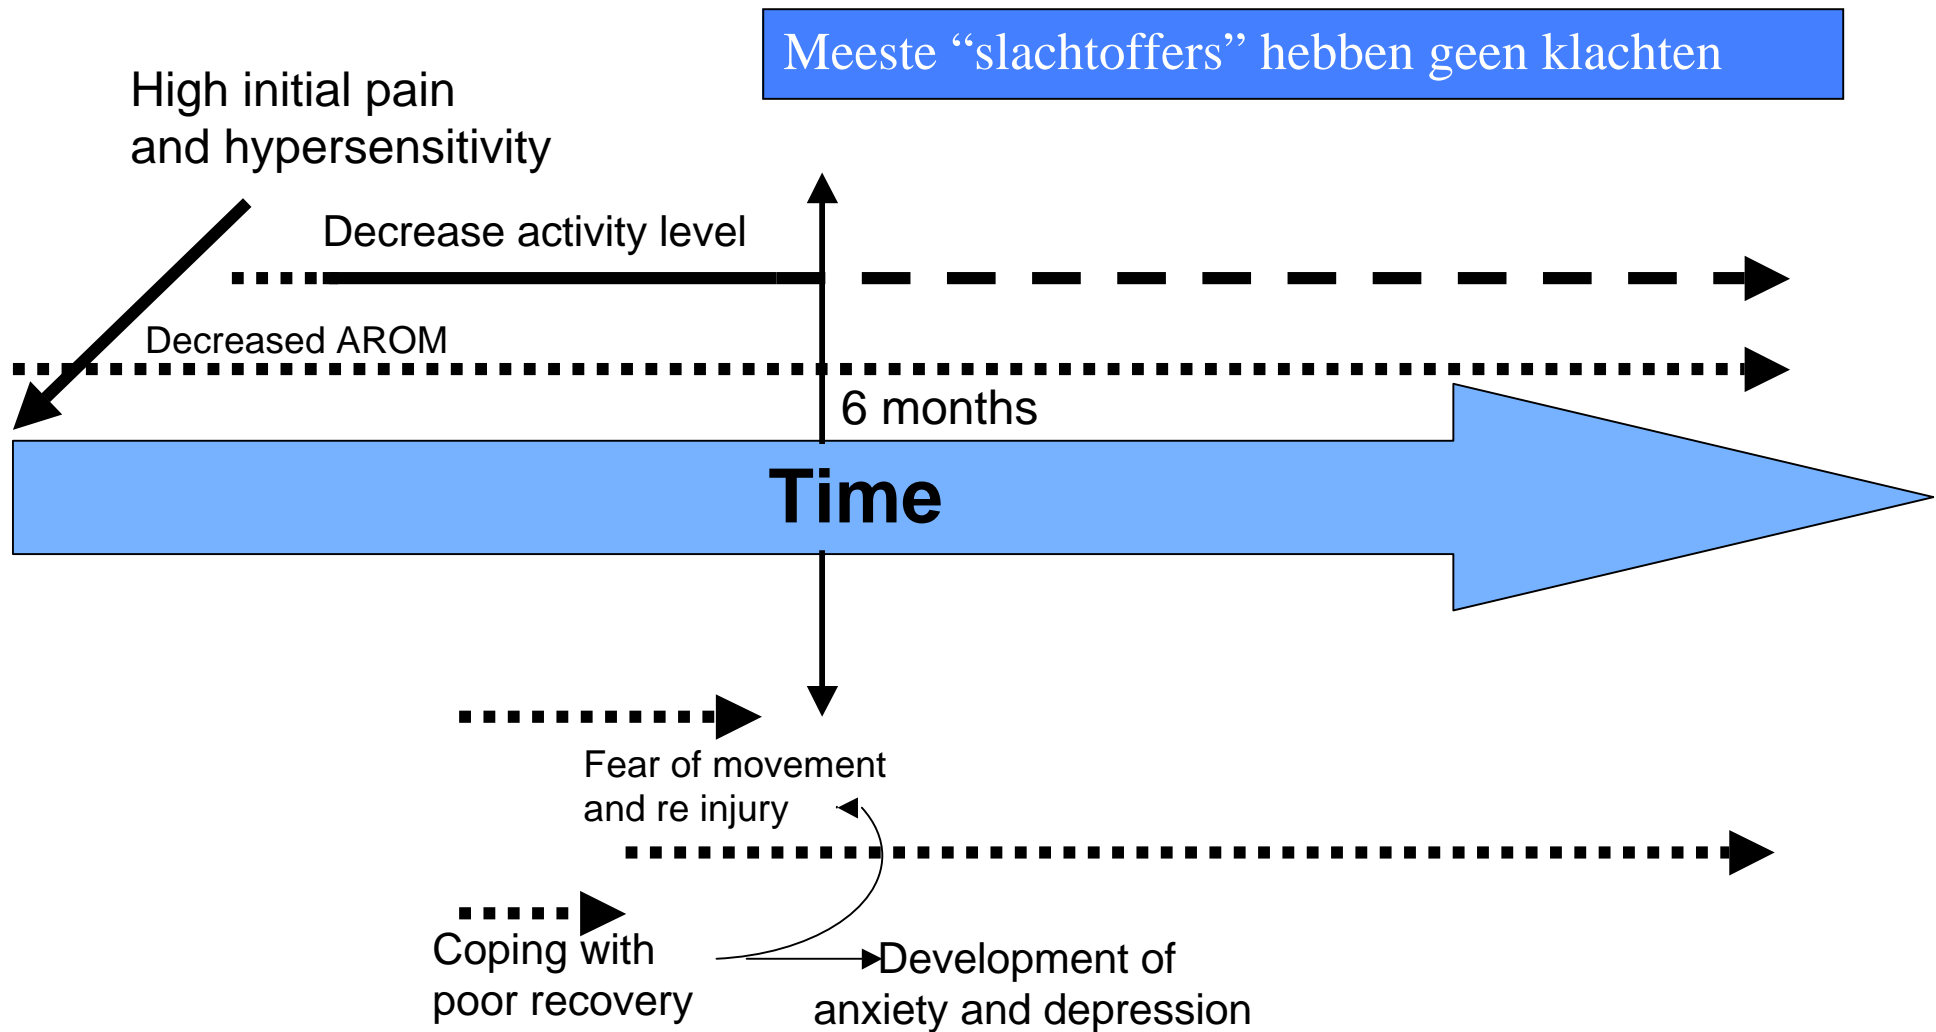 Meeste “slachtoffers” hebben geen klachten
High initial pain
and hypersensitivity
Decrease activity level
Decreased AROM
6 months
Time
Fear of movement
and re injury
Coping with
poor recovery
Development of
anxiety and depression